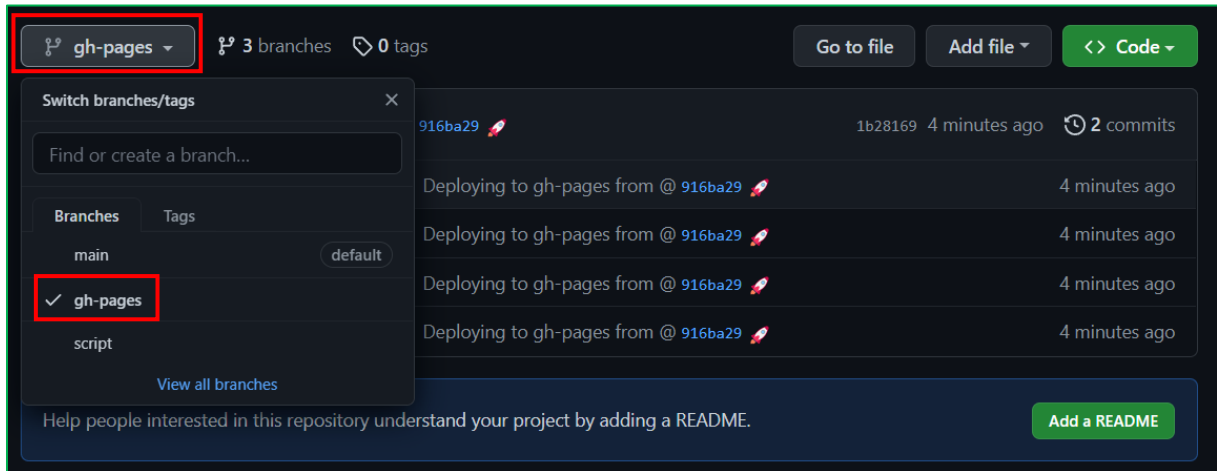 gh-pages 3 branches 0 tags Go to file Add file <> Code
Switch branches/tags
916ba29 🚀 1b28169 4 minutes ago 2 commits
Find or create a branch...
Deploying to gh-pages from @ 916ba29 🚀 4 minutes ago
Branches Tags
Deploying to gh-pages from @ 916ba29 🚀 4 minutes ago
main default
Deploying to gh-pages from @ 916ba29 🚀 4 minutes ago
gh-pages
Deploying to gh-pages from @ 916ba29 🚀 4 minutes ago
script
View all branches
Help people interested in this repository understand your project by adding a README. Add a README